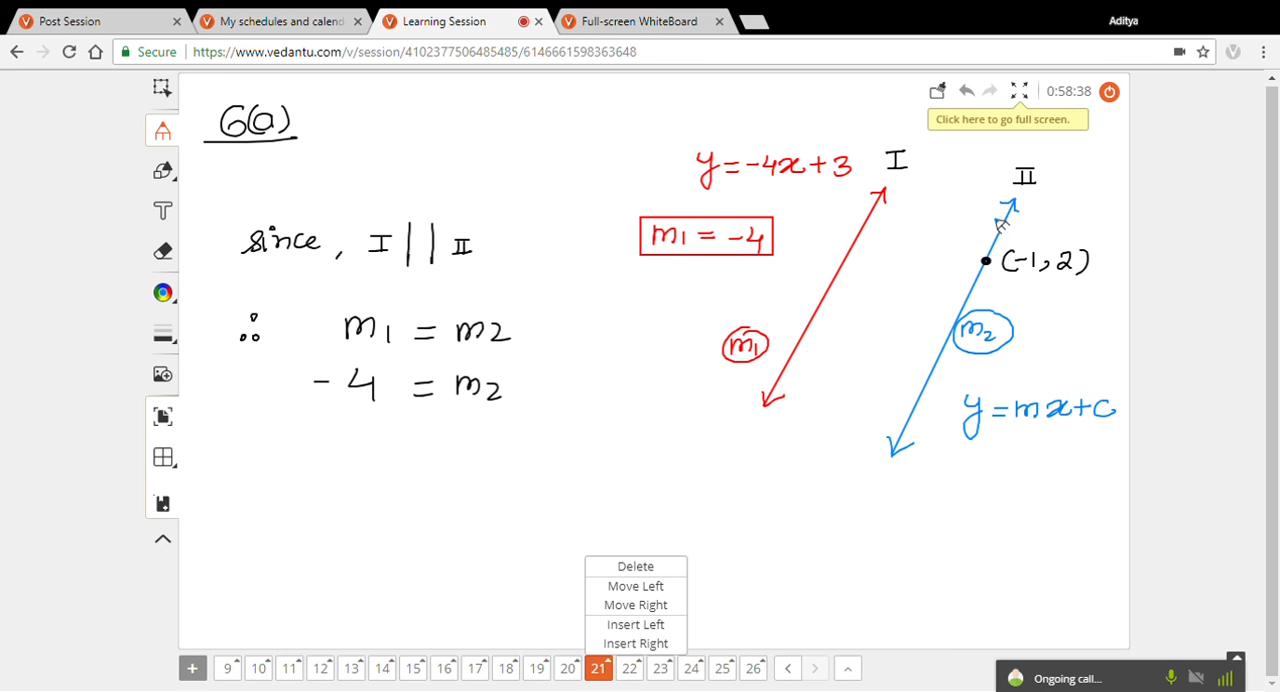 Post Session
My schedules and calend
Learning Session
Full-screen WhiteBoard
Aditya
Secure
https://www.vedantu.com/v/session/4102377506485485/6146661598363648
0:58:38
Click here to go full screen.
6(a)
y=-4x+3
I
II
since, I || II
m1 = -4
(-1,2)
∴ m1 = m2
m1
m2
-4 = m2
y=mx+c
Delete
Move Left
Move Right
Insert Left
Insert Right
9 10 11 12 13 14 15 16 17 18 19 20 21 22 23 24 25 26
Ongoing call...